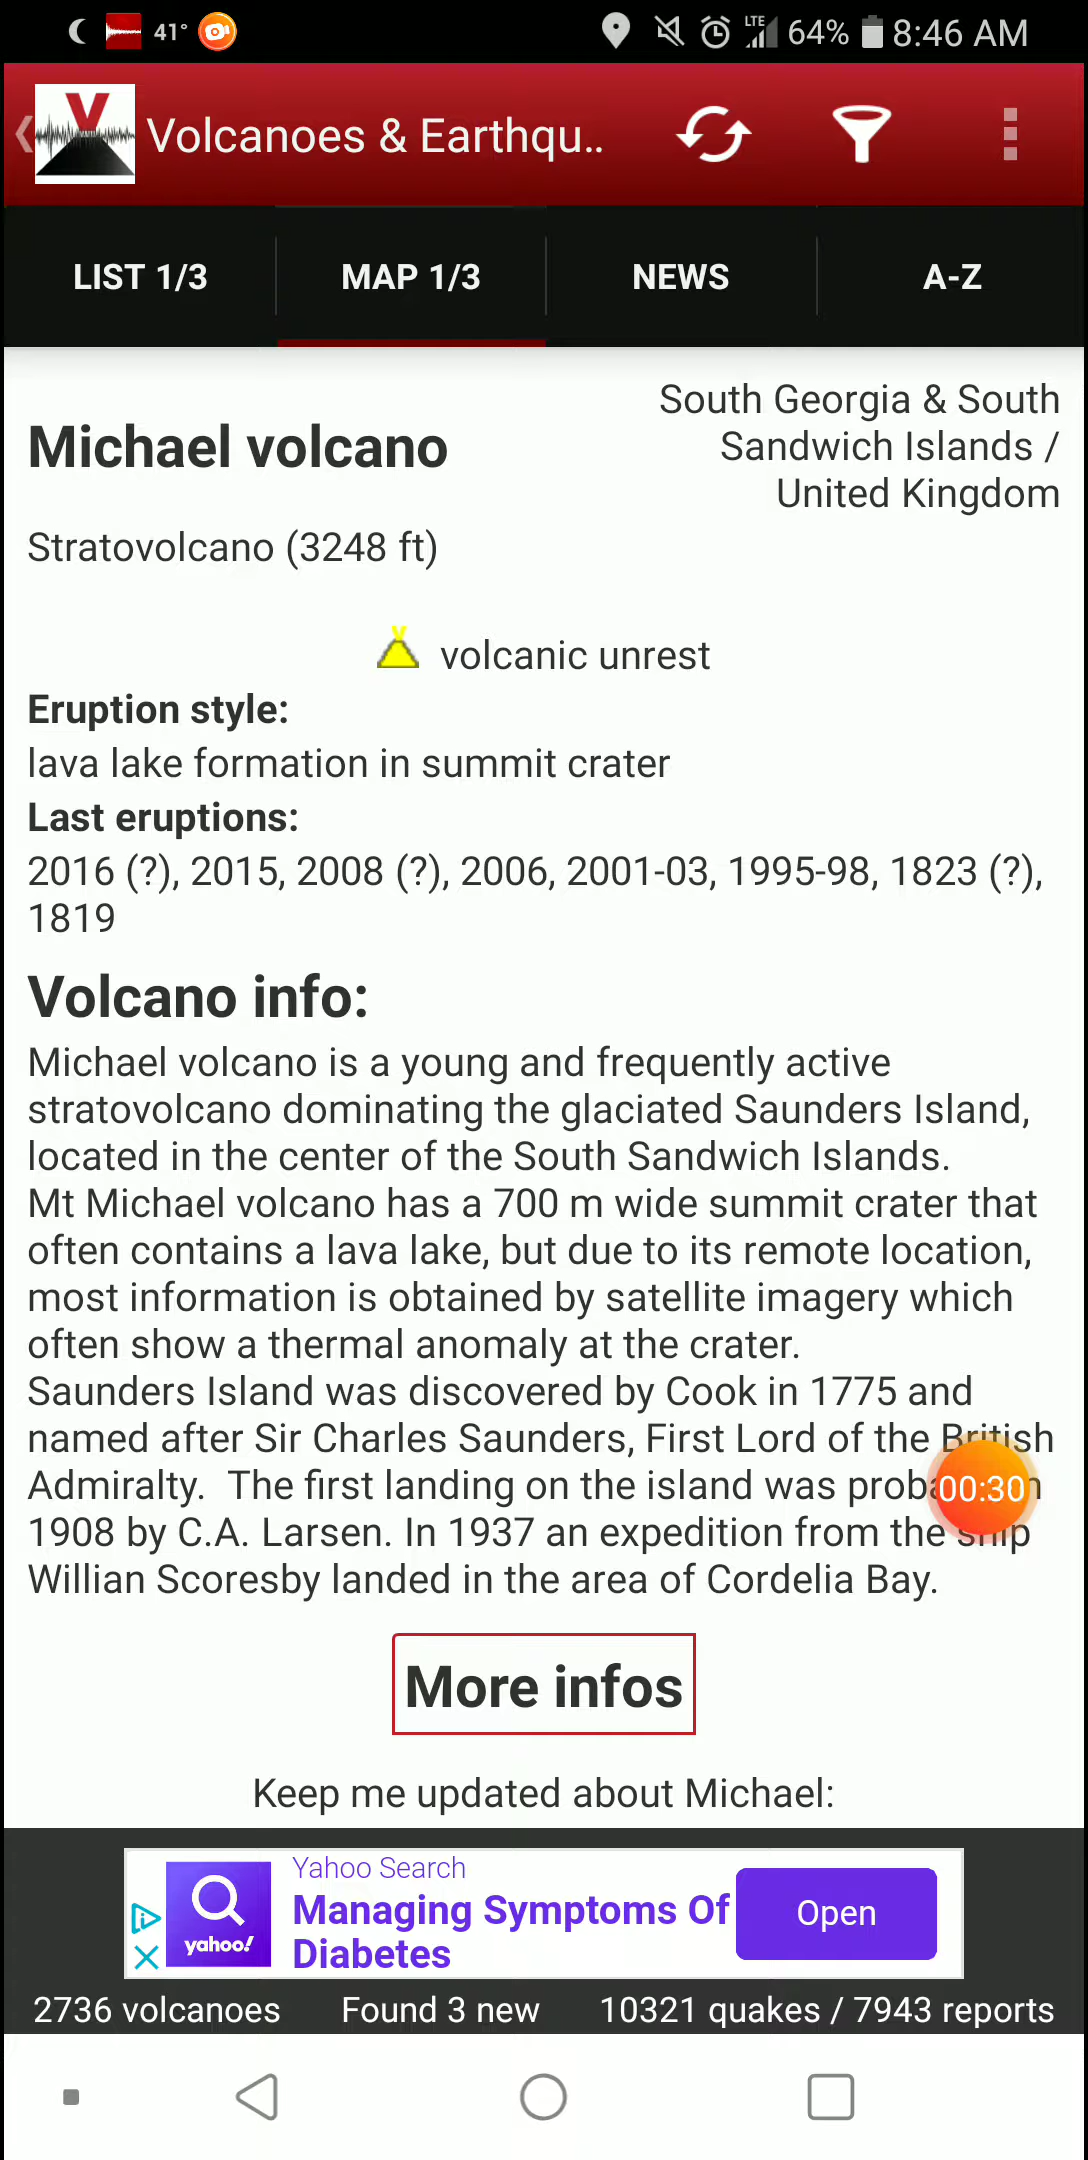 41° LTE 64% 8:46 AM
V Volcanoes & Earthqu..
LIST 1/3 MAP 1/3 NEWS A-Z
South Georgia & South
Sandwich Islands /
United Kingdom
Michael volcano
Stratovolcano (3248 ft)
volcanic unrest
Eruption style:
lava lake formation in summit crater
Last eruptions:
2016 (?), 2015, 2008 (?), 2006, 2001-03, 1995-98, 1823 (?),
1819
Volcano info:
Michael volcano is a young and frequently active
stratovolcano dominating the glaciated Saunders Island,
located in the center of the South Sandwich Islands.
Mt Michael volcano has a 700 m wide summit crater that
often contains a lava lake, but due to its remote location,
most information is obtained by satellite imagery which
often show a thermal anomaly at the crater.
Saunders Island was discovered by Cook in 1775 and
named after Sir Charles Saunders, First Lord of the British
Admiralty. The first landing on the island was 00:30
1908 by C.A. Larsen. In 1937 an expedition from the ship
Willian Scoresby landed in the area of Cordelia Bay.
More infos
Keep me updated about Michael:
Yahoo Search
Managing Symptoms Of
Diabetes
yahoo!
Open
2736 volcanoes Found 3 new 10321 quakes / 7943 reports